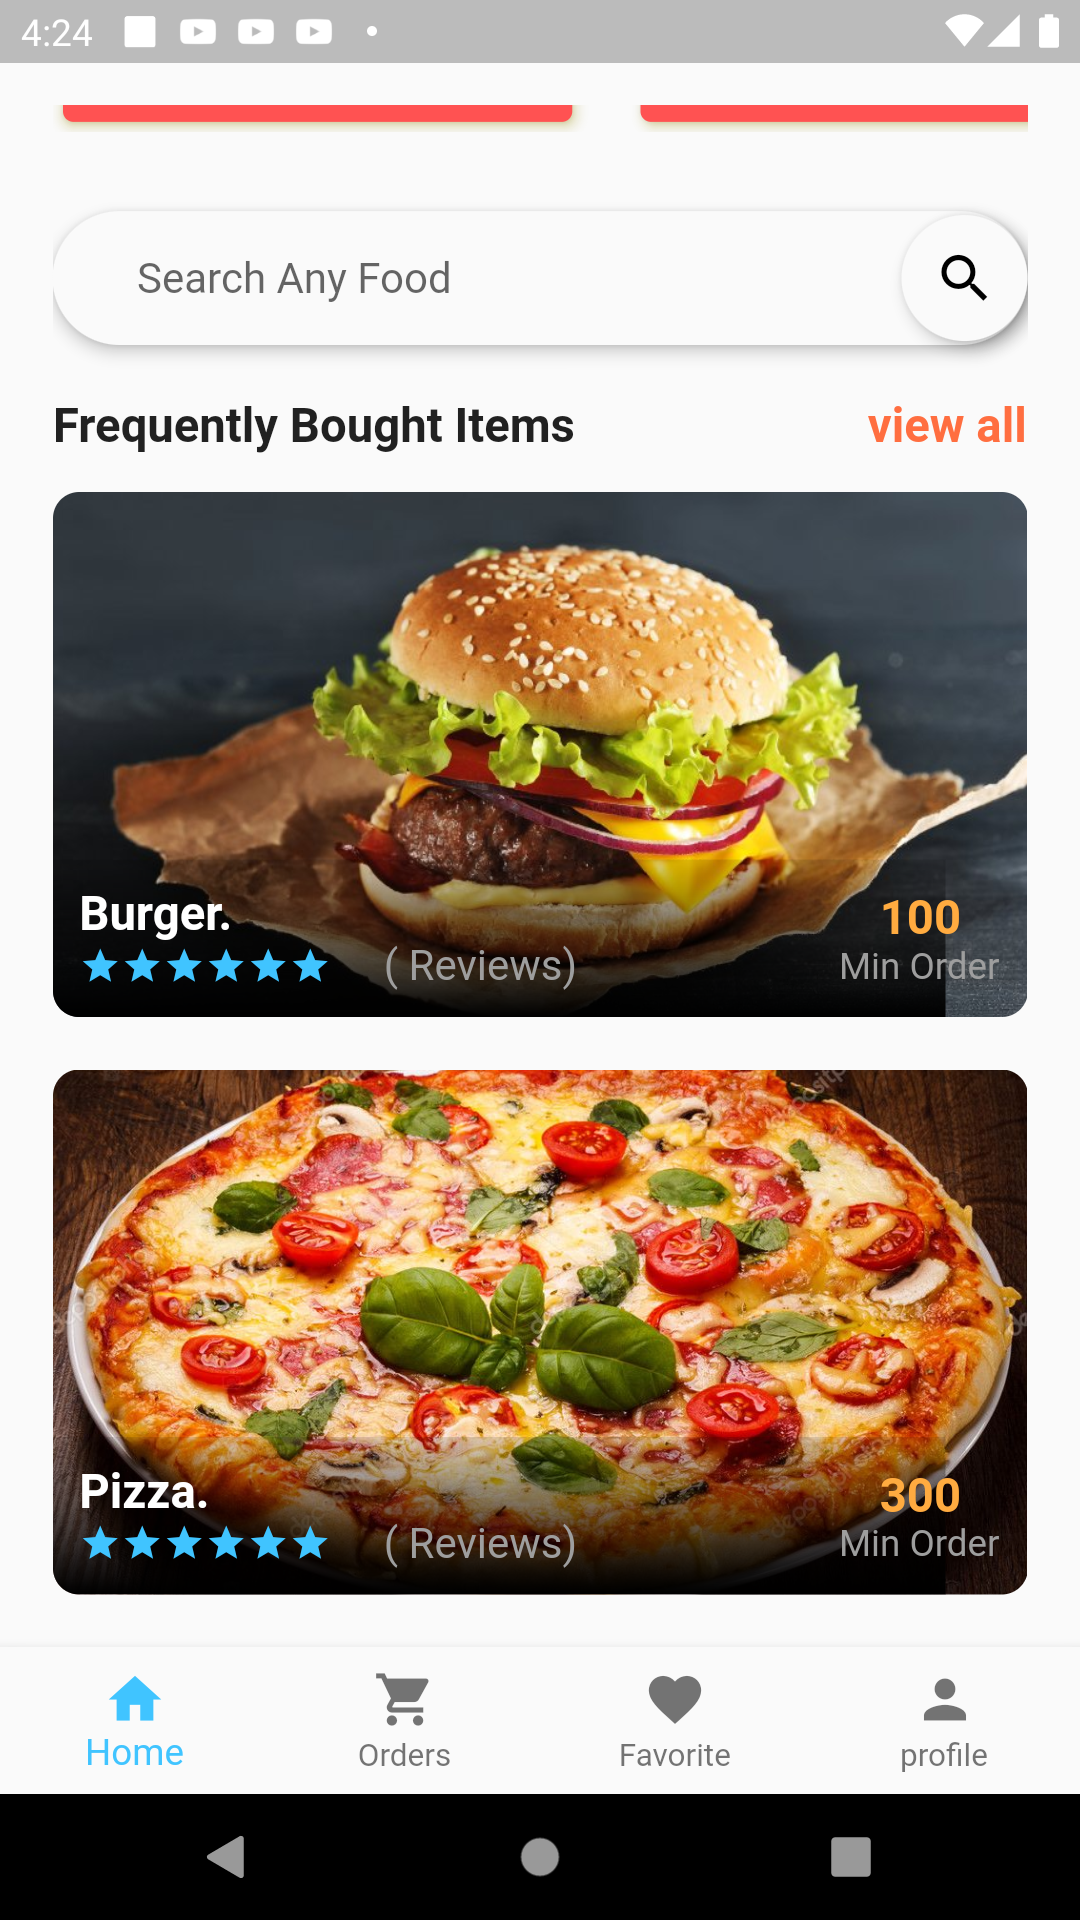 4:24
Search Any Food
Frequently Bought Items
view all
Burger.
100
( Reviews)
Min Order
Pizza.
300
( Reviews)
Min Order
Home
Orders
Favorite
profile